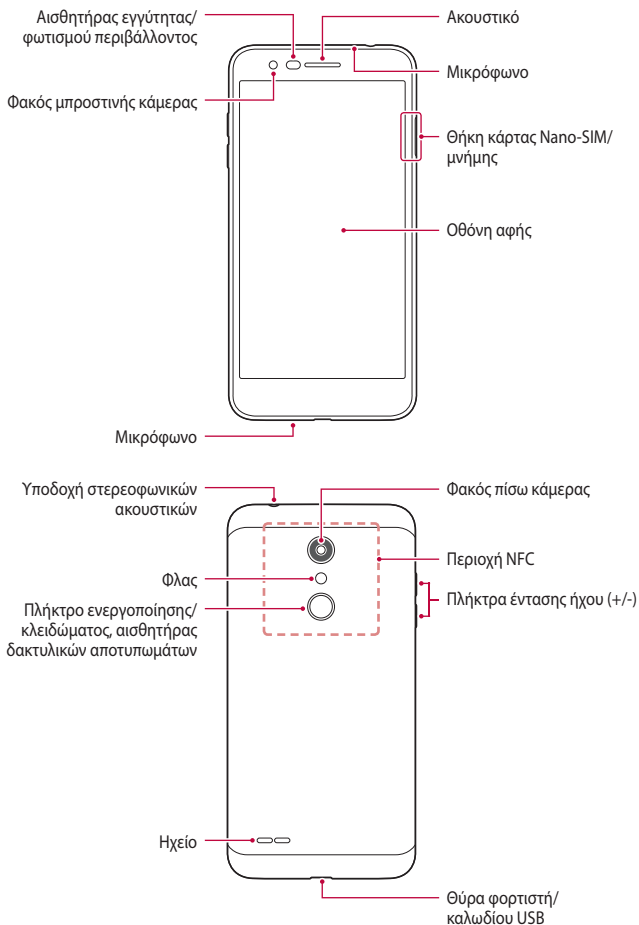 Αισθητήρας εγγύτητας/
φωτισμού περιβάλλοντος
Φακός μπροστινής κάμερας
Ακουστικό
Μικρόφωνο
Θήκη κάρτας Nano-SIM/
μνήμης
Οθόνη αφής
Μικρόφωνο
Υποδοχή στερεοφωνικών
ακουστικών
Φλας
Πλήκτρο ενεργοποίησης/
κλειδώματος, αισθητήρας
δακτυλικών αποτυπωμάτων
Ηχείο
Φακός πίσω κάμερας
Περιοχή NFC
Πλήκτρα έντασης ήχου (+/-)
Θύρα φορτιστή/
καλωδίου USB